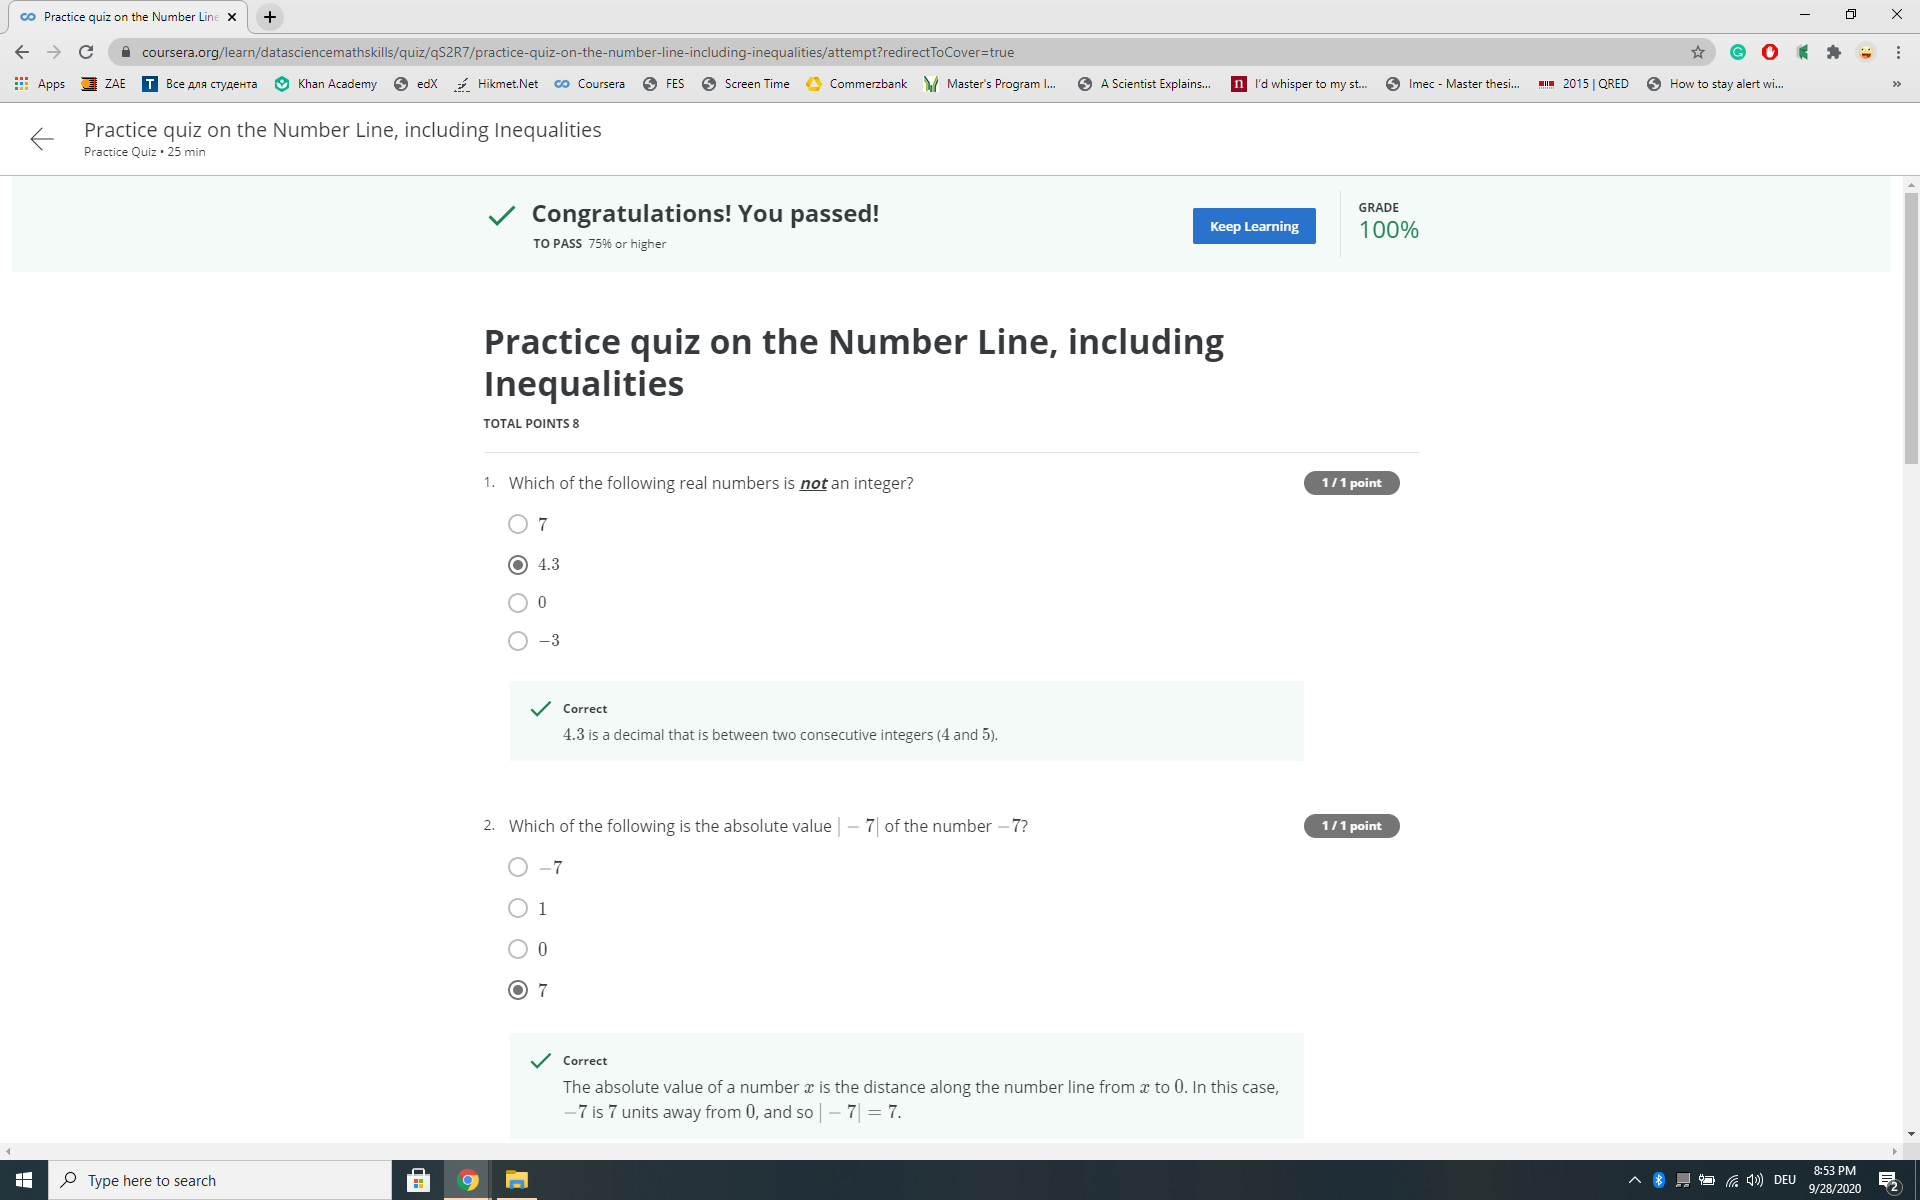 Practice quiz on the Number Line
coursera.org/learn/datasciencemathskills/quiz/qS2R7/practice-quiz-on-the-number-line-including-inequalities/attempt?redirectToCover=true
Apps ZAE T Все для студента Khan Academy edX Hikmet.Net Coursera FES Screen Time Commerzbank Master's Program I... A Scientist Explains... n I'd whisper to my st... Imec - Master thesi... 2015 | QRED How to stay alert wi... »
Practice quiz on the Number Line, including Inequalities
Practice Quiz • 25 min
Congratulations! You passed!
TO PASS 75% or higher
Keep Learning
GRADE
100%
Practice quiz on the Number Line, including
Inequalities
TOTAL POINTS 8
1. Which of the following real numbers is not an integer? 1 / 1 point
7
4.3
0
−3
Correct
4.3 is a decimal that is between two consecutive integers (4 and 5).
2. Which of the following is the absolute value | − 7| of the number −7? 1 / 1 point
−7
1
0
7
Correct
The absolute value of a number x is the distance along the number line from x to 0. In this case,
−7 is 7 units away from 0, and so | − 7| = 7.
Type here to search
DEU
8:53 PM
9/28/2020
2